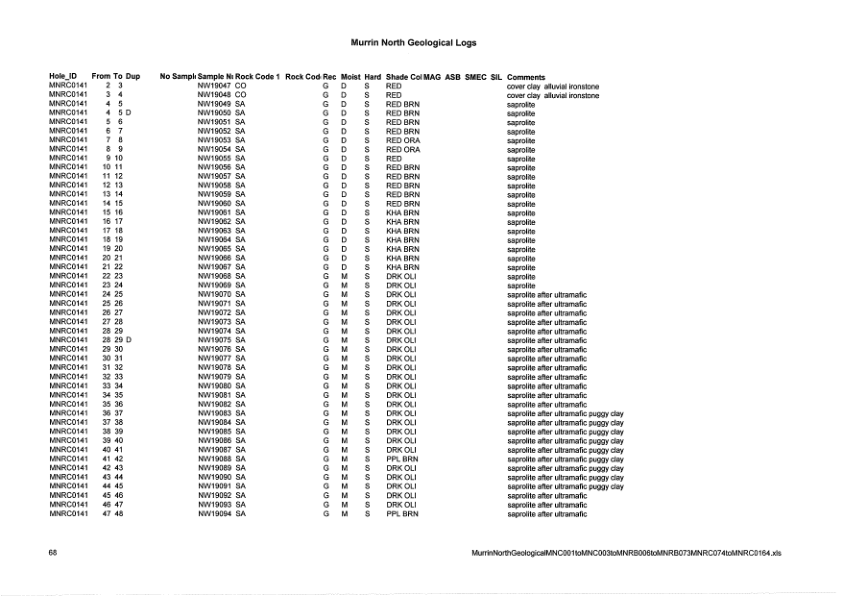 Murrin North Geological Logs
Hole_ID From To Dup No Sampl Sample N Rock Code 1 Rock Cod Rec Moist Hard Shade Col MAG ASB SMEC SIL Comments
MNRC0141 2 3 NW19047 CO G D S RED cover clay alluvial ironstone
MNRC0141 3 4 NW19048 CO G D S RED cover clay alluvial ironstone
MNRC0141 4 5 NW19049 SA G D S RED BRN saprolite
MNRC0141 4 5 D NW19050 SA G D S RED BRN saprolite
MNRC0141 5 6 NW19051 SA G D S RED BRN saprolite
MNRC0141 6 7 NW19052 SA G D S RED BRN saprolite
MNRC0141 7 8 NW19053 SA G D S RED ORA saprolite
MNRC0141 8 9 NW19054 SA G D S RED ORA saprolite
MNRC0141 9 10 NW19055 SA G D S RED saprolite
MNRC0141 10 11 NW19056 SA G D S RED BRN saprolite
MNRC0141 11 12 NW19057 SA G D S RED BRN saprolite
MNRC0141 12 13 NW19058 SA G D S RED BRN saprolite
MNRC0141 13 14 NW19059 SA G D S RED BRN saprolite
MNRC0141 14 15 NW19060 SA G D S RED BRN saprolite
MNRC0141 15 16 NW19061 SA G D S KHA BRN saprolite
MNRC0141 16 17 NW19062 SA G D S KHA BRN saprolite
MNRC0141 17 18 NW19063 SA G D S KHA BRN saprolite
MNRC0141 18 19 NW19064 SA G D S KHA BRN saprolite
MNRC0141 19 20 NW19065 SA G D S KHA BRN saprolite
MNRC0141 20 21 NW19066 SA G D S KHA BRN saprolite
MNRC0141 21 22 NW19067 SA G D S KHA BRN saprolite
MNRC0141 22 23 NW19068 SA G M S DRK OLI saprolite
MNRC0141 23 24 NW19069 SA G M S DRK OLI saprolite
MNRC0141 24 25 NW19070 SA G M S DRK OLI saprolite after ultramafic
MNRC0141 25 26 NW19071 SA G M S DRK OLI saprolite after ultramafic
MNRC0141 26 27 NW19072 SA G M S DRK OLI saprolite after ultramafic
MNRC0141 27 28 NW19073 SA G M S DRK OLI saprolite after ultramafic
MNRC0141 28 29 NW19074 SA G M S DRK OLI saprolite after ultramafic
MNRC0141 28 29 D NW19075 SA G M S DRK OLI saprolite after ultramafic
MNRC0141 29 30 NW19076 SA G M S DRK OLI saprolite after ultramafic
MNRC0141 30 31 NW19077 SA G M S DRK OLI saprolite after ultramafic
MNRC0141 31 32 NW19078 SA G M S DRK OLI saprolite after ultramafic
MNRC0141 32 33 NW19079 SA G M S DRK OLI saprolite after ultramafic
MNRC0141 33 34 NW19080 SA G M S DRK OLI saprolite after ultramafic
MNRC0141 34 35 NW19081 SA G M S DRK OLI saprolite after ultramafic
MNRC0141 35 36 NW19082 SA G M S DRK OLI saprolite after ultramafic
MNRC0141 36 37 NW19083 SA G M S DRK OLI saprolite after ultramafic puggy clay
MNRC0141 37 38 NW19084 SA G M S DRK OLI saprolite after ultramafic puggy clay
MNRC0141 38 39 NW19085 SA G M S DRK OLI saprolite after ultramafic puggy clay
MNRC0141 39 40 NW19086 SA G M S DRK OLI saprolite after ultramafic puggy clay
MNRC0141 40 41 NW19087 SA G M S DRK OLI saprolite after ultramafic puggy clay
MNRC0141 41 42 NW19088 SA G M S PPL BRN saprolite after ultramafic puggy clay
MNRC0141 42 43 NW19089 SA G M S DRK OLI saprolite after ultramafic puggy clay
MNRC0141 43 44 NW19090 SA G M S DRK OLI saprolite after ultramafic puggy clay
MNRC0141 44 45 NW19091 SA G M S DRK OLI saprolite after ultramafic puggy clay
MNRC0141 45 46 NW19092 SA G M S DRK OLI saprolite after ultramafic
MNRC0141 46 47 NW19093 SA G M S DRK OLI saprolite after ultramafic
MNRC0141 47 48 NW19094 SA G M S PPL BRN saprolite after ultramafic
68 MurrinNorthGeologicalMNC001toMNC003toMNRB006toMNRB073MNRC074toMNRC0164.xls